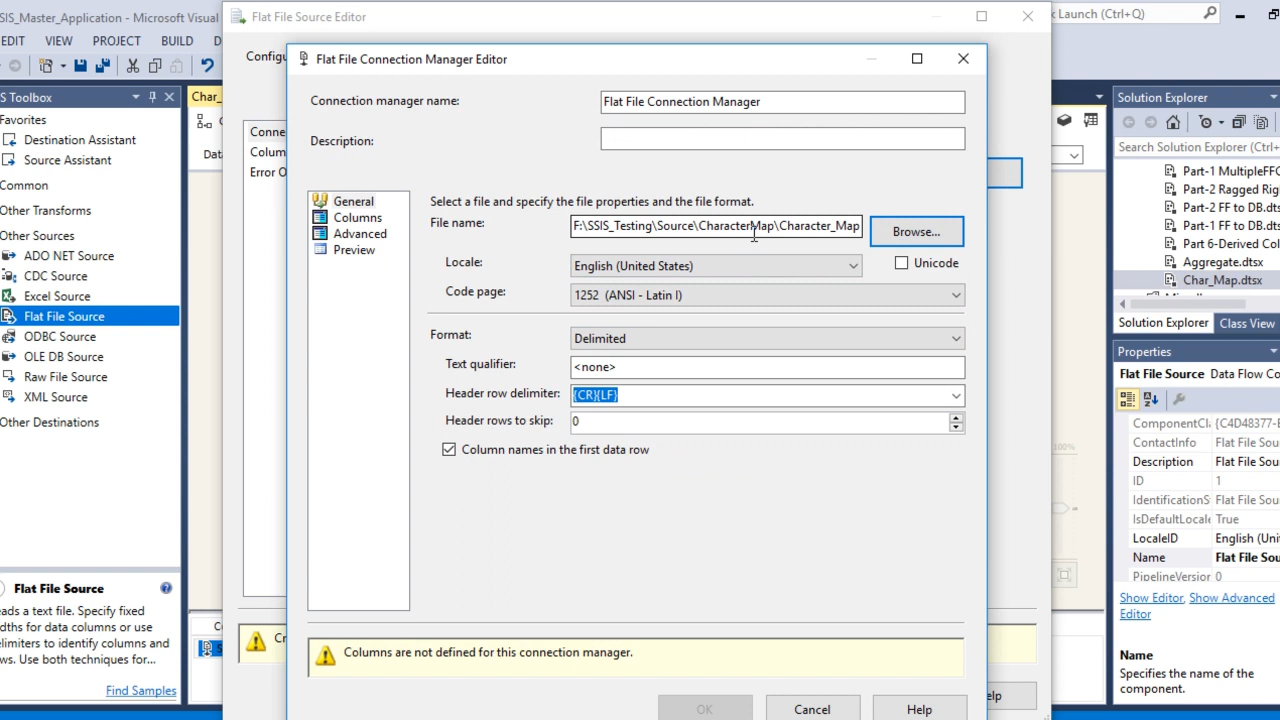 SIS_Master_Application - Microsoft Visual
Flat File Source Editor
Launch (Ctrl+Q)
EDIT VIEW PROJECT BUILD D
Configu
Flat File Connection Manager Editor
S Toolbox
Char_
Solution Explorer
Favorites
Destination Assistant
Source Assistant
Common
Other Transforms
Other Sources
ADO NET Source
CDC Source
Excel Source
Flat File Source
ODBC Source
OLE DB Source
Raw File Source
XML Source
Other Destinations
Flat File Source
eads a text file. Specify fixed
dths for data columns or use
elimiters to identify columns and
ws. Use both techniques for...
Find Samples
Dat
Conne
Colum
Error O
Connection manager name: Flat File Connection Manager
Description:
General
Columns
Advanced
Preview
Select a file and specify the file properties and the file format.
File name: F:\SSIS_Testing\Source\CharacterMap\Character_Map Browse...
Locale: English (United States) Unicode
Code page: 1252 (ANSI - Latin I)
Format: Delimited
Text qualifier: <none>
Header row delimiter: {CR}{LF}
Header rows to skip: 0
Column names in the first data row
Columns are not defined for this connection manager.
OK Cancel Help
Cr
elp
100%
Search Solution Explorer (Ctrl+
Part-1 MultipleFFC
Part-2 Ragged Righ
Part-2 FF to DB.dts
Part-1 FF to DB.dts
Part 6-Derived Col
Aggregate.dtsx
Char_Map.dtsx
Solution Explorer Class View
Properties
Flat File Source Data Flow Co
ComponentCla {C4D48377-E
ContactInfo Flat File Sou
Description Flat File Sou
ID 1
IdentificationSt Flat File Sou
IsDefaultLocale True
LocaleID English (Unit
Name Flat File Sou
PipelineVersion 0
Show Editor, Show Advanced
Editor
Name
Specifies the name of the
component.